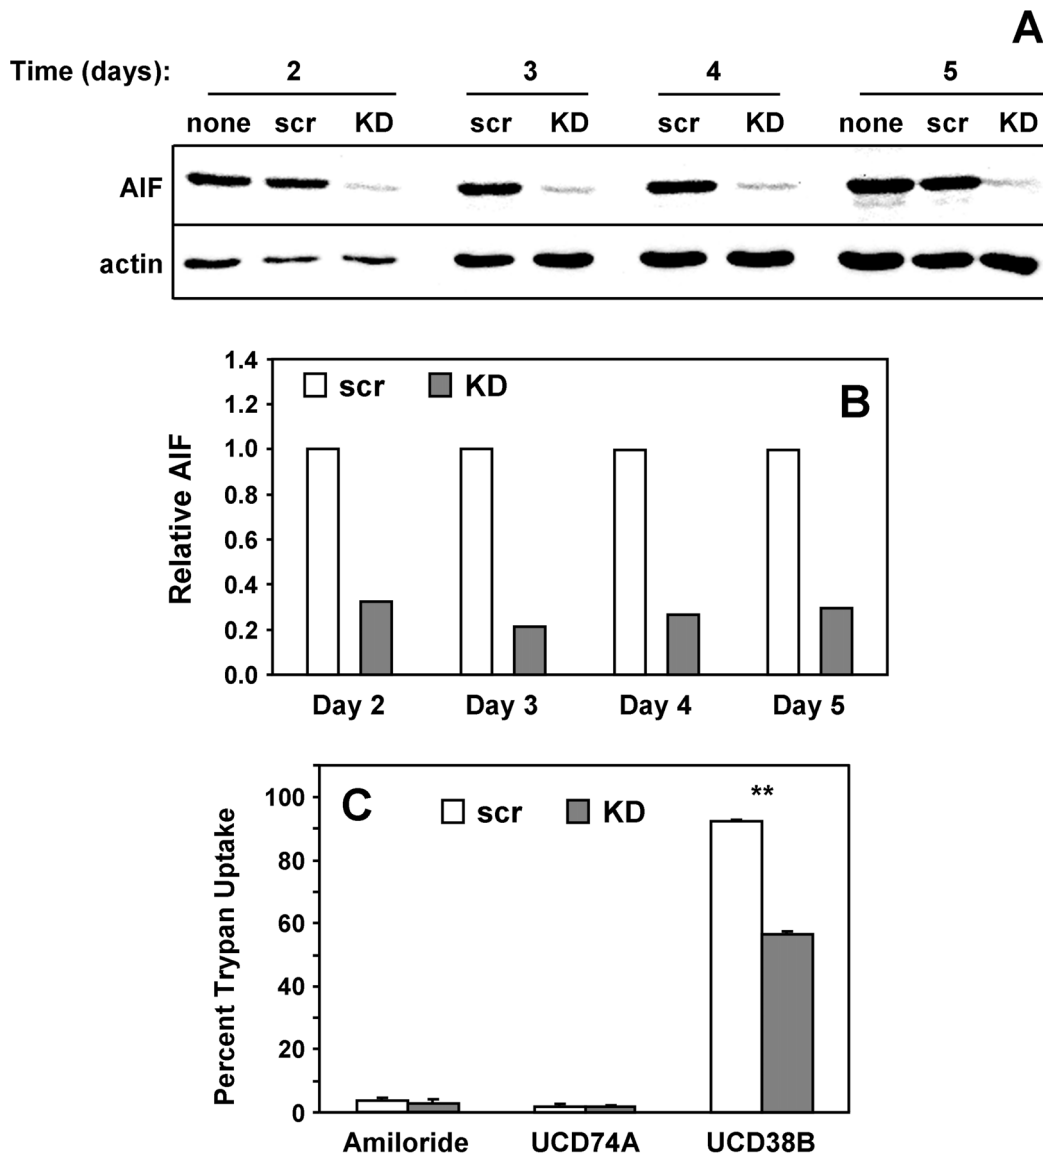 A
Time (days): 2 3 4 5
none scr KD scr KD scr KD none scr KD
AIF
actin
1.4
scr KD
B
1.2
1.0
0.8
0.6
0.4
0.2
0.0
Relative AIF
Day 2 Day 3 Day 4 Day 5
C
scr KD
**
100
80
60
40
20
0
Percent Trypan Uptake
Amiloride UCD74A UCD38B